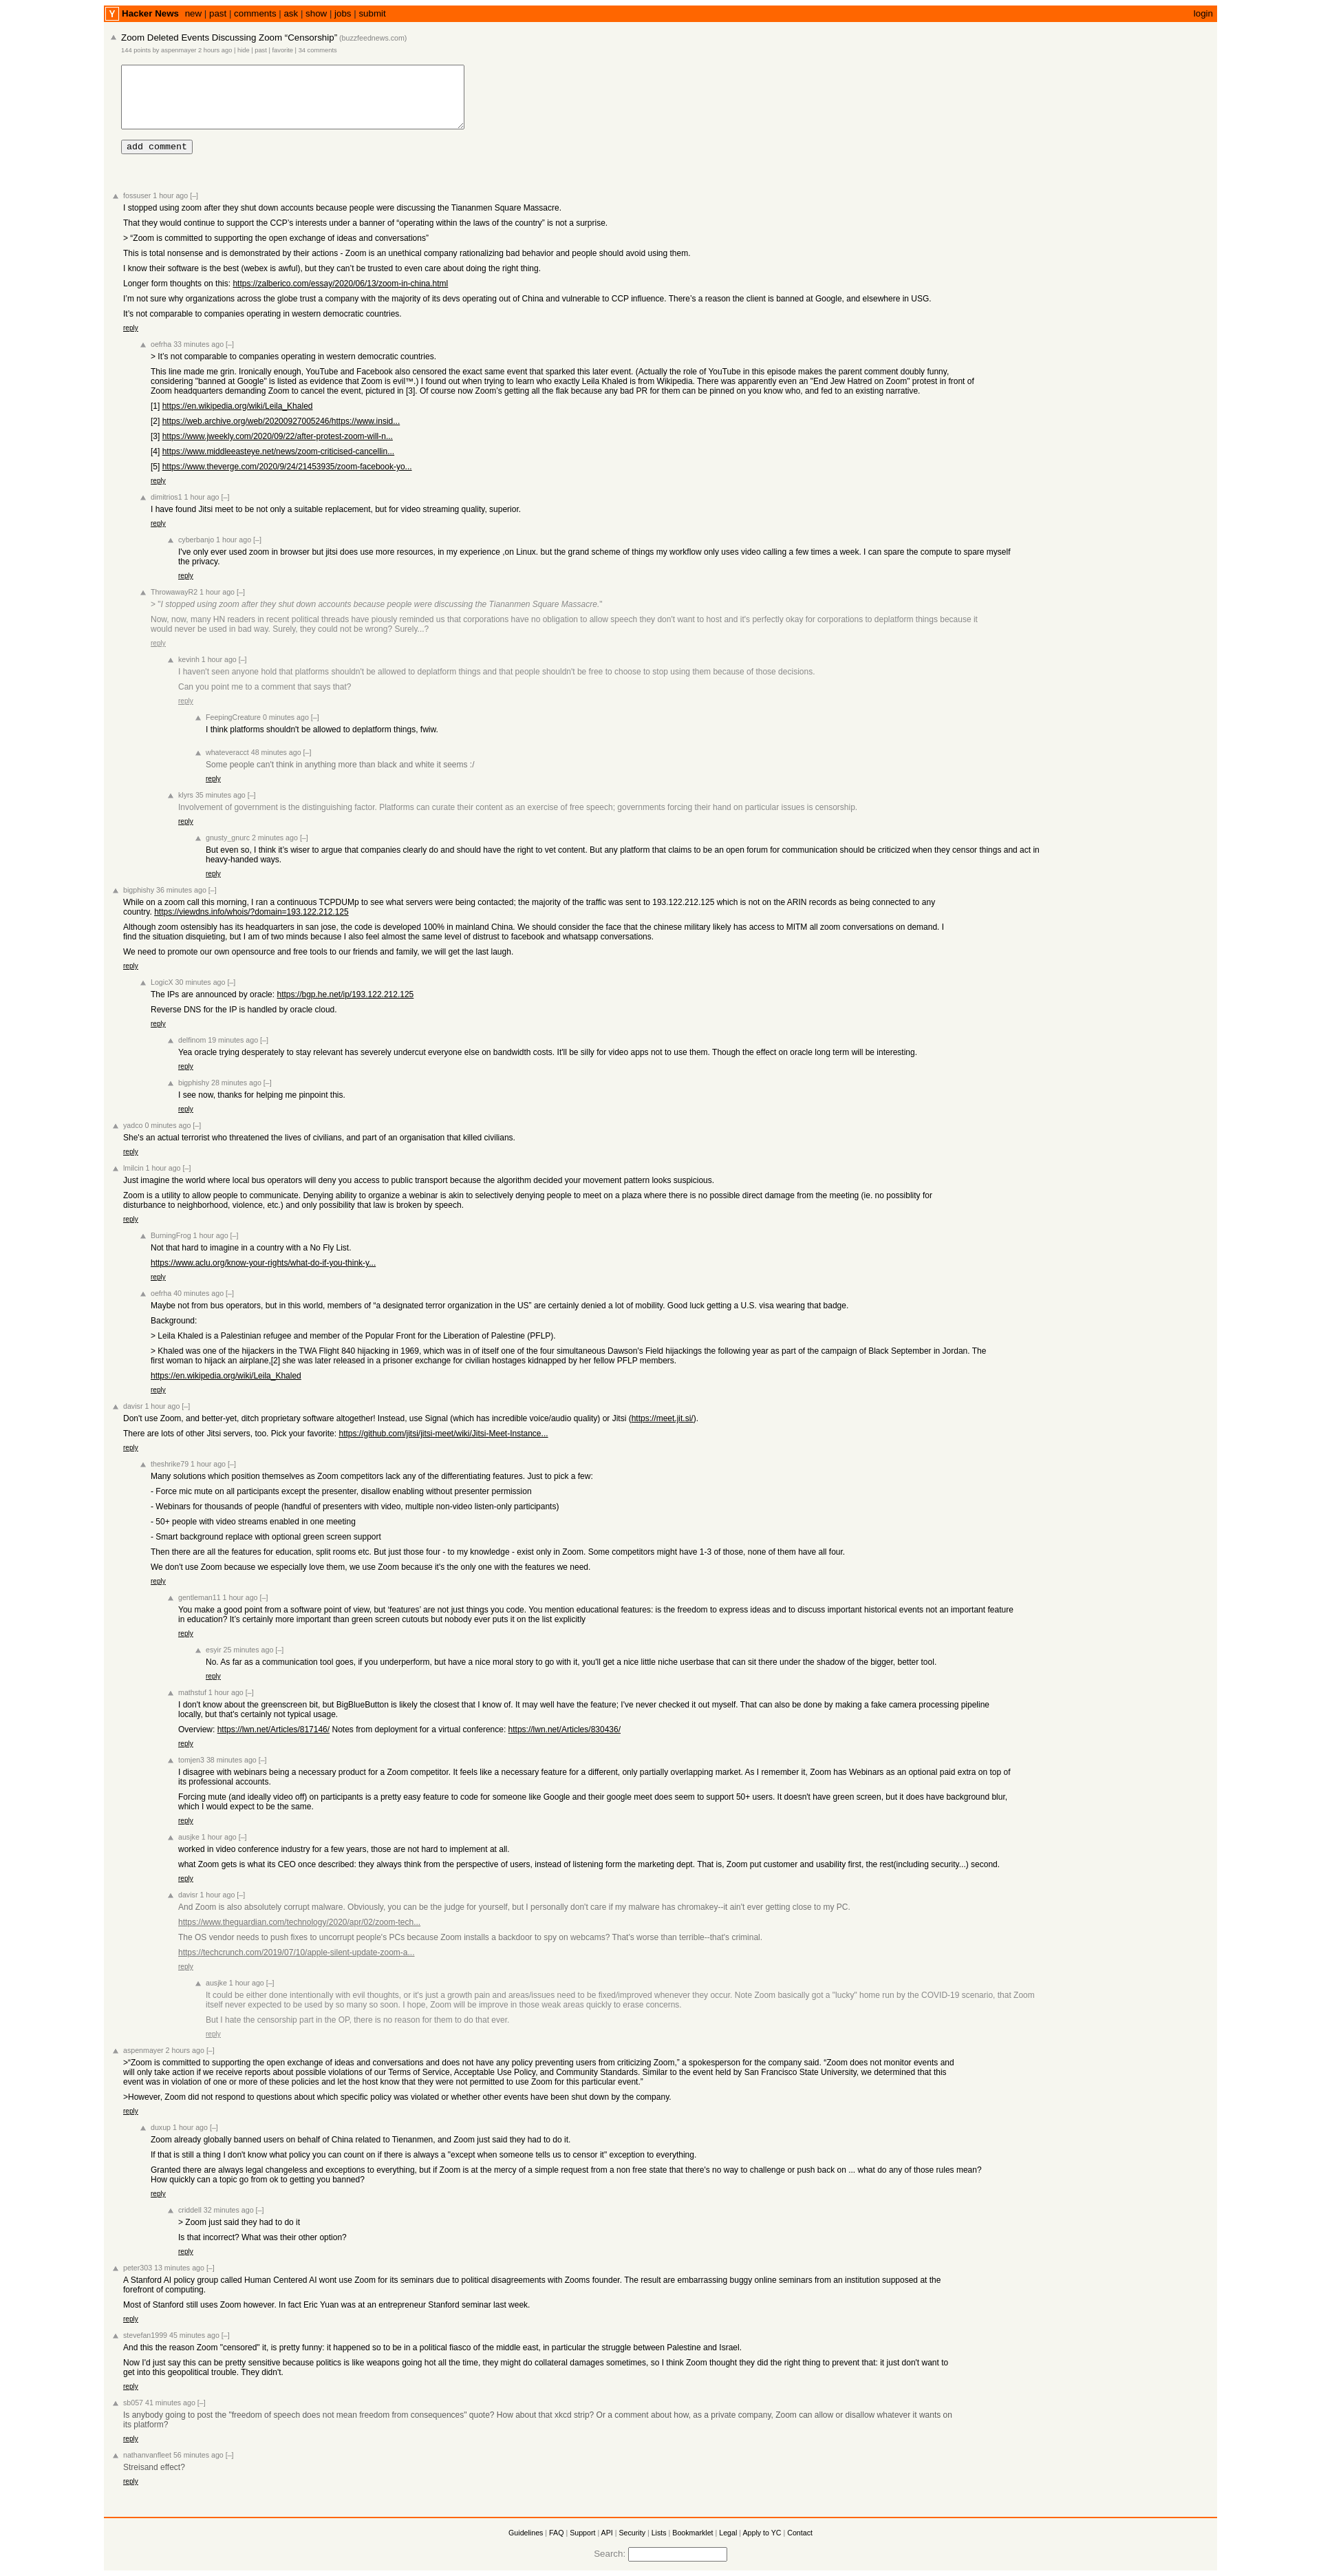 Y Hacker News new | past | comments | ask | show | jobs | submit login
Zoom Deleted Events Discussing Zoom “Censorship” (buzzfeednews.com)
144 points by aspenmayer 2 hours ago | hide | past | favorite | 34 comments
add comment
fossuser 1 hour ago [–]
I stopped using zoom after they shut down accounts because people were discussing the Tiananmen Square Massacre.
That they would continue to support the CCP’s interests under a banner of “operating within the laws of the country” is not a surprise.
> “Zoom is committed to supporting the open exchange of ideas and conversations”
This is total nonsense and is demonstrated by their actions - Zoom is an unethical company rationalizing bad behavior and people should avoid using them.
I know their software is the best (webex is awful), but they can’t be trusted to even care about doing the right thing.
Longer form thoughts on this: https://zalberico.com/essay/2020/06/13/zoom-in-china.html
I’m not sure why organizations across the globe trust a company with the majority of its devs operating out of China and vulnerable to CCP influence. There’s a reason the client is banned at Google, and elsewhere in USG.
It’s not comparable to companies operating in western democratic countries.
reply
oefrha 33 minutes ago [–]
> It’s not comparable to companies operating in western democratic countries.
This line made me grin. Ironically enough, YouTube and Facebook also censored the exact same event that sparked this later event. (Actually the role of YouTube in this episode makes the parent comment doubly funny,
considering "banned at Google" is listed as evidence that Zoom is evil™.) I found out when trying to learn who exactly Leila Khaled is from Wikipedia. There was apparently even an "End Jew Hatred on Zoom" protest in front of
Zoom headquarters demanding Zoom to cancel the event, pictured in [3]. Of course now Zoom’s getting all the flak because any bad PR for them can be pinned on you know who, and fed to an existing narrative.
[1] https://en.wikipedia.org/wiki/Leila_Khaled
[2] https://web.archive.org/web/20200927005246/https://www.insid...
[3] https://www.jweekly.com/2020/09/22/after-protest-zoom-will-n...
[4] https://www.middleeasteye.net/news/zoom-criticised-cancellin...
[5] https://www.theverge.com/2020/9/24/21453935/zoom-facebook-yo...
reply
dimitrios1 1 hour ago [–]
I have found Jitsi meet to be not only a suitable replacement, but for video streaming quality, superior.
reply
cyberbanjo 1 hour ago [–]
I've only ever used zoom in browser but jitsi does use more resources, in my experience ,on Linux. but the grand scheme of things my workflow only uses video calling a few times a week. I can spare the compute to spare myself
the privacy.
reply
ThrowawayR2 1 hour ago [–]
> "I stopped using zoom after they shut down accounts because people were discussing the Tiananmen Square Massacre."
Now, now, many HN readers in recent political threads have piously reminded us that corporations have no obligation to allow speech they don't want to host and it's perfectly okay for corporations to deplatform things because it
would never be used in bad way. Surely, they could not be wrong? Surely...?
reply
kevinh 1 hour ago [–]
I haven't seen anyone hold that platforms shouldn't be allowed to deplatform things and that people shouldn't be free to choose to stop using them because of those decisions.
Can you point me to a comment that says that?
reply
FeepingCreature 0 minutes ago [–]
I think platforms shouldn't be allowed to deplatform things, fwiw.
whateveracct 48 minutes ago [–]
Some people can't think in anything more than black and white it seems :/
reply
klyrs 35 minutes ago [–]
Involvement of government is the distinguishing factor. Platforms can curate their content as an exercise of free speech; governments forcing their hand on particular issues is censorship.
reply
gnusty_gnurc 2 minutes ago [–]
But even so, I think it’s wiser to argue that companies clearly do and should have the right to vet content. But any platform that claims to be an open forum for communication should be criticized when they censor things and act in
heavy-handed ways.
reply
bigphishy 36 minutes ago [–]
While on a zoom call this morning, I ran a continuous TCPDUMp to see what servers were being contacted; the majority of the traffic was sent to 193.122.212.125 which is not on the ARIN records as being connected to any
country. https://viewdns.info/whois/?domain=193.122.212.125
Although zoom ostensibly has its headquarters in san jose, the code is developed 100% in mainland China. We should consider the face that the chinese military likely has access to MITM all zoom conversations on demand. I
find the situation disquieting, but I am of two minds because I also feel almost the same level of distrust to facebook and whatsapp conversations.
We need to promote our own opensource and free tools to our friends and family, we will get the last laugh.
reply
LogicX 30 minutes ago [–]
The IPs are announced by oracle: https://bgp.he.net/ip/193.122.212.125
Reverse DNS for the IP is handled by oracle cloud.
reply
delfinom 19 minutes ago [–]
Yea oracle trying desperately to stay relevant has severely undercut everyone else on bandwidth costs. It'll be silly for video apps not to use them. Though the effect on oracle long term will be interesting.
reply
bigphishy 28 minutes ago [–]
I see now, thanks for helping me pinpoint this.
reply
yadco 0 minutes ago [–]
She's an actual terrorist who threatened the lives of civilians, and part of an organisation that killed civilians.
reply
lmilcin 1 hour ago [–]
Just imagine the world where local bus operators will deny you access to public transport because the algorithm decided your movement pattern looks suspicious.
Zoom is a utility to allow people to communicate. Denying ability to organize a webinar is akin to selectively denying people to meet on a plaza where there is no possible direct damage from the meeting (ie. no possiblity for
disturbance to neighborhood, violence, etc.) and only possibility that law is broken by speech.
reply
BurningFrog 1 hour ago [–]
Not that hard to imagine in a country with a No Fly List.
https://www.aclu.org/know-your-rights/what-do-if-you-think-y...
reply
oefrha 40 minutes ago [–]
Maybe not from bus operators, but in this world, members of “a designated terror organization in the US” are certainly denied a lot of mobility. Good luck getting a U.S. visa wearing that badge.
Background:
> Leila Khaled is a Palestinian refugee and member of the Popular Front for the Liberation of Palestine (PFLP).
> Khaled was one of the hijackers in the TWA Flight 840 hijacking in 1969, which was in of itself one of the four simultaneous Dawson's Field hijackings the following year as part of the campaign of Black September in Jordan. The
first woman to hijack an airplane,[2] she was later released in a prisoner exchange for civilian hostages kidnapped by her fellow PFLP members.
https://en.wikipedia.org/wiki/Leila_Khaled
reply
davisr 1 hour ago [–]
Don't use Zoom, and better-yet, ditch proprietary software altogether! Instead, use Signal (which has incredible voice/audio quality) or Jitsi (https://meet.jit.si/).
There are lots of other Jitsi servers, too. Pick your favorite: https://github.com/jitsi/jitsi-meet/wiki/Jitsi-Meet-Instance...
reply
theshrike79 1 hour ago [–]
Many solutions which position themselves as Zoom competitors lack any of the differentiating features. Just to pick a few:
- Force mic mute on all participants except the presenter, disallow enabling without presenter permission
- Webinars for thousands of people (handful of presenters with video, multiple non-video listen-only participants)
- 50+ people with video streams enabled in one meeting
- Smart background replace with optional green screen support
Then there are all the features for education, split rooms etc. But just those four - to my knowledge - exist only in Zoom. Some competitors might have 1-3 of those, none of them have all four.
We don't use Zoom because we especially love them, we use Zoom because it's the only one with the features we need.
reply
gentleman11 1 hour ago [–]
You make a good point from a software point of view, but ‘features’ are not just things you code. You mention educational features: is the freedom to express ideas and to discuss important historical events not an important feature
in education? It’s certainly more important than green screen cutouts but nobody ever puts it on the list explicitly
reply
esyir 25 minutes ago [–]
No. As far as a communication tool goes, if you underperform, but have a nice moral story to go with it, you'll get a nice little niche userbase that can sit there under the shadow of the bigger, better tool.
reply
mathstuf 1 hour ago [–]
I don't know about the greenscreen bit, but BigBlueButton is likely the closest that I know of. It may well have the feature; I've never checked it out myself. That can also be done by making a fake camera processing pipeline
locally, but that's certainly not typical usage.
Overview: https://lwn.net/Articles/817146/ Notes from deployment for a virtual conference: https://lwn.net/Articles/830436/
reply
tomjen3 38 minutes ago [–]
I disagree with webinars being a necessary product for a Zoom competitor. It feels like a necessary feature for a different, only partially overlapping market. As I remember it, Zoom has Webinars as an optional paid extra on top of
its professional accounts.
Forcing mute (and ideally video off) on participants is a pretty easy feature to code for someone like Google and their google meet does seem to support 50+ users. It doesn't have green screen, but it does have background blur,
which I would expect to be the same.
reply
ausjke 1 hour ago [–]
worked in video conference industry for a few years, those are not hard to implement at all.
what Zoom gets is what its CEO once described: they always think from the perspective of users, instead of listening form the marketing dept. That is, Zoom put customer and usability first, the rest(including security...) second.
reply
davisr 1 hour ago [–]
And Zoom is also absolutely corrupt malware. Obviously, you can be the judge for yourself, but I personally don't care if my malware has chromakey--it ain't ever getting close to my PC.
https://www.theguardian.com/technology/2020/apr/02/zoom-tech...
The OS vendor needs to push fixes to uncorrupt people's PCs because Zoom installs a backdoor to spy on webcams? That's worse than terrible--that's criminal.
https://techcrunch.com/2019/07/10/apple-silent-update-zoom-a...
reply
ausjke 1 hour ago [–]
It could be either done intentionally with evil thoughts, or it's just a growth pain and areas/issues need to be fixed/improved whenever they occur. Note Zoom basically got a "lucky" home run by the COVID-19 scenario, that Zoom
itself never expected to be used by so many so soon. I hope, Zoom will be improve in those weak areas quickly to erase concerns.
But I hate the censorship part in the OP, there is no reason for them to do that ever.
reply
aspenmayer 2 hours ago [–]
>“Zoom is committed to supporting the open exchange of ideas and conversations and does not have any policy preventing users from criticizing Zoom,” a spokesperson for the company said. “Zoom does not monitor events and
will only take action if we receive reports about possible violations of our Terms of Service, Acceptable Use Policy, and Community Standards. Similar to the event held by San Francisco State University, we determined that this
event was in violation of one or more of these policies and let the host know that they were not permitted to use Zoom for this particular event.”
>However, Zoom did not respond to questions about which specific policy was violated or whether other events have been shut down by the company.
reply
duxup 1 hour ago [–]
Zoom already globally banned users on behalf of China related to Tienanmen, and Zoom just said they had to do it.
If that is still a thing I don't know what policy you can count on if there is always a "except when someone tells us to censor it" exception to everything.
Granted there are always legal changeless and exceptions to everything, but if Zoom is at the mercy of a simple request from a non free state that there's no way to challenge or push back on ... what do any of those rules mean?
How quickly can a topic go from ok to getting you banned?
reply
criddell 32 minutes ago [–]
> Zoom just said they had to do it
Is that incorrect? What was their other option?
reply
peter303 13 minutes ago [–]
A Stanford AI policy group called Human Centered AI wont use Zoom for its seminars due to political disagreements with Zooms founder. The result are embarrassing buggy online seminars from an institution supposed at the
forefront of computing.
Most of Stanford still uses Zoom however. In fact Eric Yuan was at an entrepreneur Stanford seminar last week.
reply
stevefan1999 45 minutes ago [–]
And this the reason Zoom "censored" it, is pretty funny: it happened so to be in a political fiasco of the middle east, in particular the struggle between Palestine and Israel.
Now I'd just say this can be pretty sensitive because politics is like weapons going hot all the time, they might do collateral damages sometimes, so I think Zoom thought they did the right thing to prevent that: it just don't want to
get into this geopolitical trouble. They didn't.
reply
sb057 41 minutes ago [–]
Is anybody going to post the "freedom of speech does not mean freedom from consequences" quote? How about that xkcd strip? Or a comment about how, as a private company, Zoom can allow or disallow whatever it wants on
its platform?
reply
nathanvanfleet 56 minutes ago [–]
Streisand effect?
reply
Guidelines | FAQ | Support | API | Security | Lists | Bookmarklet | Legal | Apply to YC | Contact
Search: